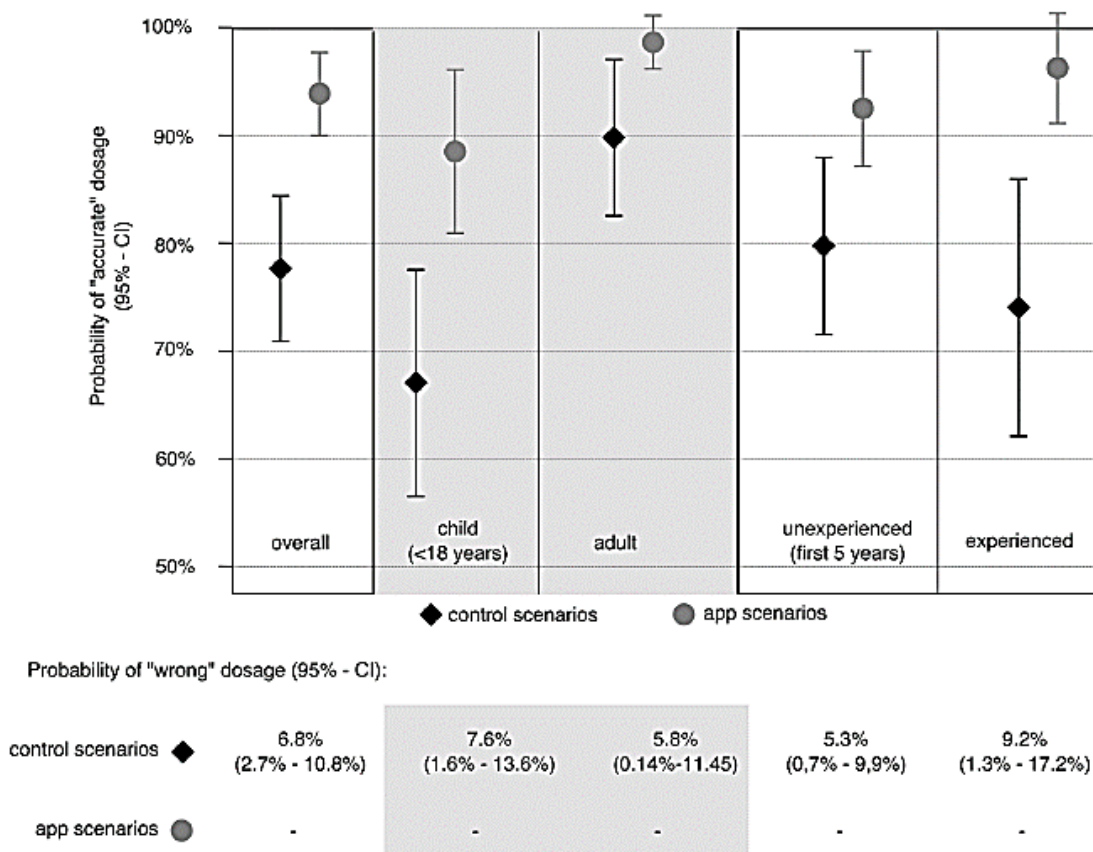 100%
90%
80%
70%
60%
50%
Probability of "accurate" dosage
(95% - CI)
overall
child
(<18 years)
adult
unexperienced
(first 5 years)
experienced
control scenarios
app scenarios
Probability of "wrong" dosage (95% - CI):
control scenarios 6.8% 7.6% 5.8% 5.3% 9.2%
(2.7% - 10.8%) (1.6% - 13.6%) (0.14%-11.45) (0,7% - 9,9%) (1.3% - 17.2%)
app scenarios - - - - -